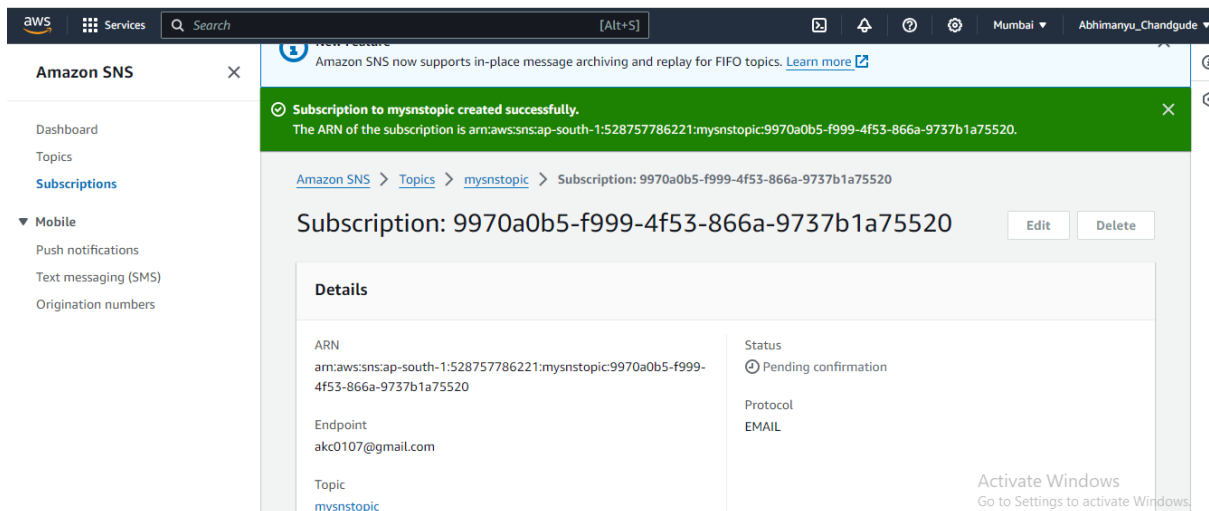 aws Services Search [Alt+S] Mumbai ▼ Abhimanyu_Chandgude ▼
New Feature
Amazon SNS now supports in-place message archiving and replay for FIFO topics. Learn more
Amazon SNS
Dashboard
Topics
Subscriptions
▼ Mobile
Push notifications
Text messaging (SMS)
Origination numbers
Subscription to mysnstopic created successfully.
The ARN of the subscription is arn:aws:sns:ap-south-1:528757786221:mysnstopic:9970a0b5-f999-4f53-866a-9737b1a75520.
Amazon SNS > Topics > mysnstopic > Subscription: 9970a0b5-f999-4f53-866a-9737b1a75520
Subscription: 9970a0b5-f999-4f53-866a-9737b1a75520
Edit Delete
Details
ARN
arn:aws:sns:ap-south-1:528757786221:mysnstopic:9970a0b5-f999-
4f53-866a-9737b1a75520
Endpoint
akc0107@gmail.com
Topic
mysnstopic
Status
Pending confirmation
Protocol
EMAIL
Activate Windows
Go to Settings to activate Windows.